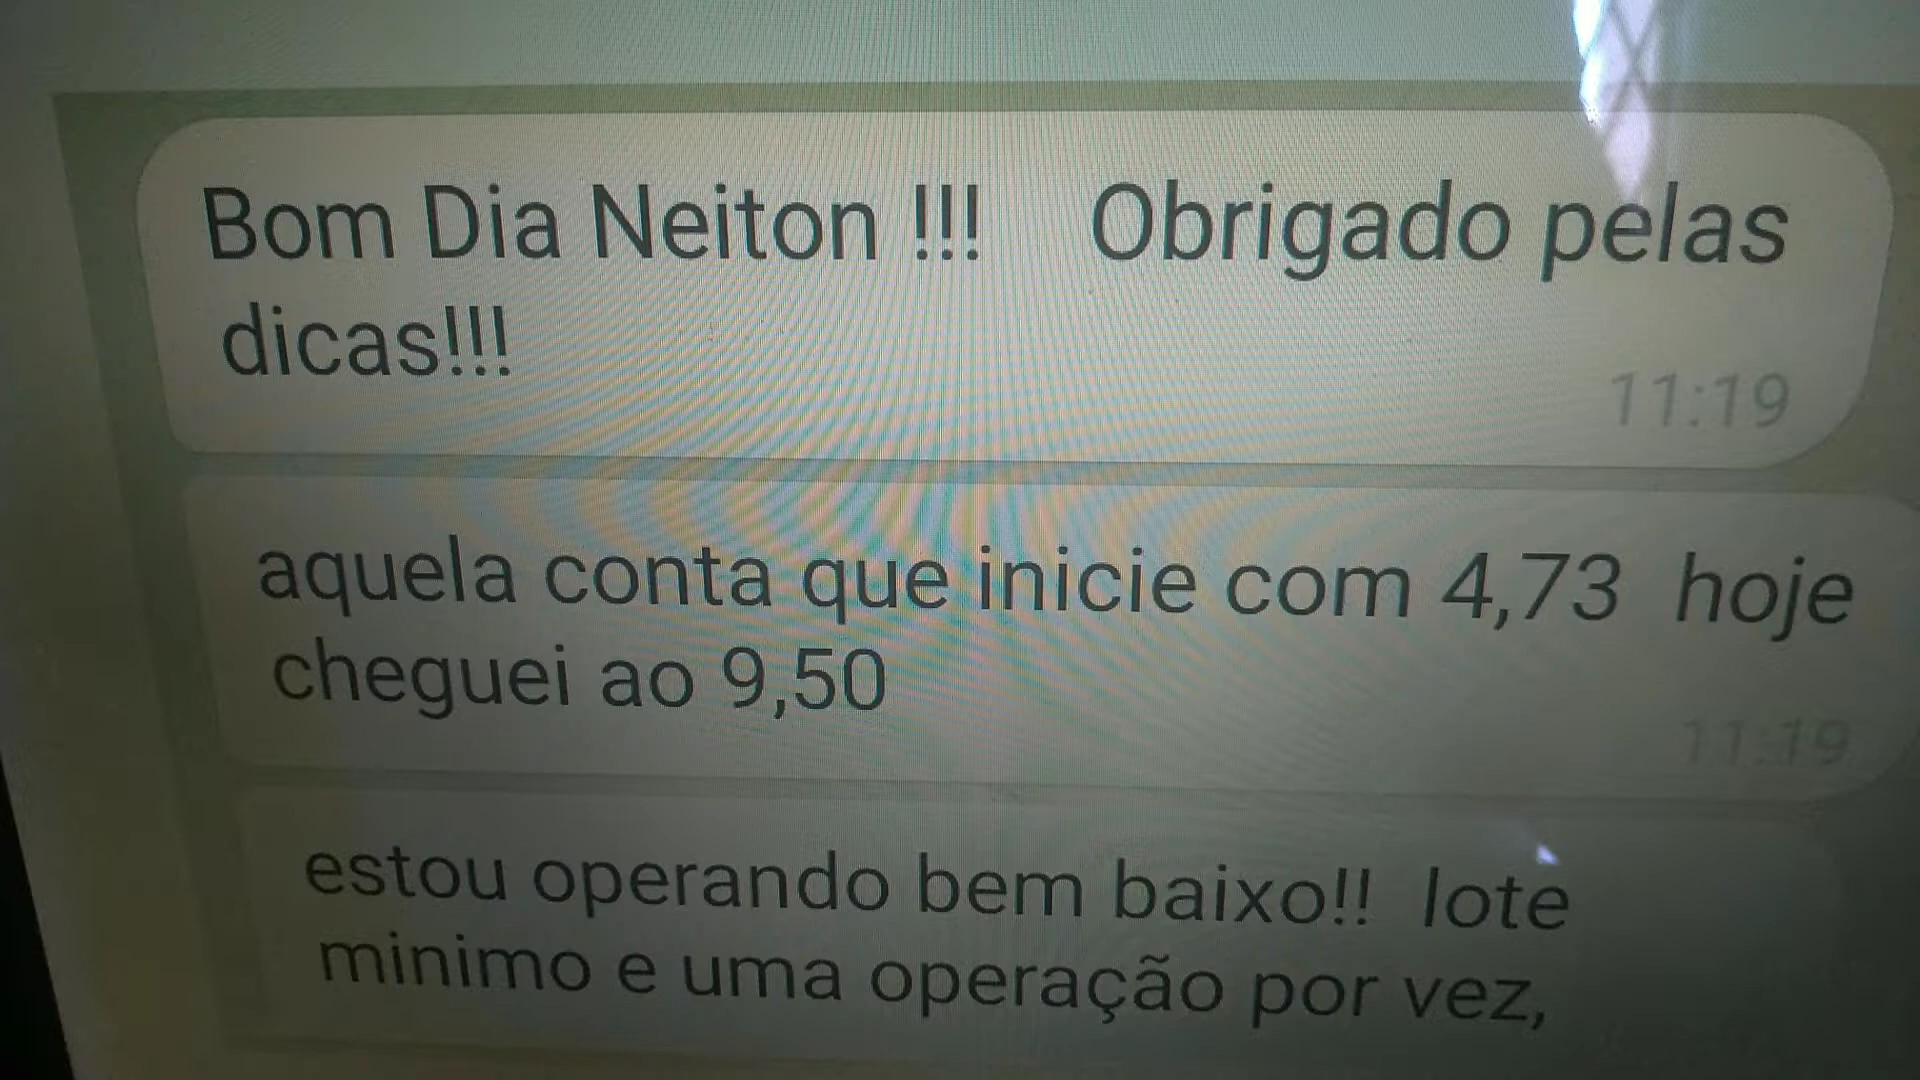 Bom Dia Neiton !!! Obrigado pelas
dicas!!!
11:19
aquela conta que inicie com 4,73 hoje
cheguei ao 9,50
11:19
estou operando bem baixo!! lote
minimo e uma operação por vez,